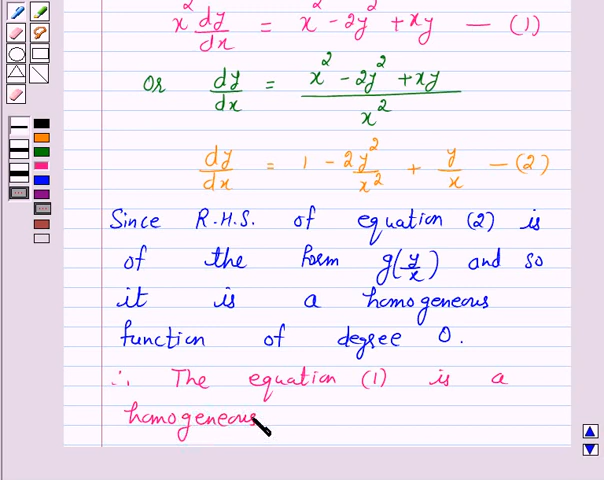 x² dy/dx = x² - 2y² + xy — (1)
or dy/dx = x² - 2y² + xy / x²
dy/dx = 1 - 2y²/x² + y/x — (2)
Since R.H.S. of equation (2) is
of the form g(y/x) and so
it is a homogeneous
function of degree 0.
∴ The equation (1) is a
homogeneous